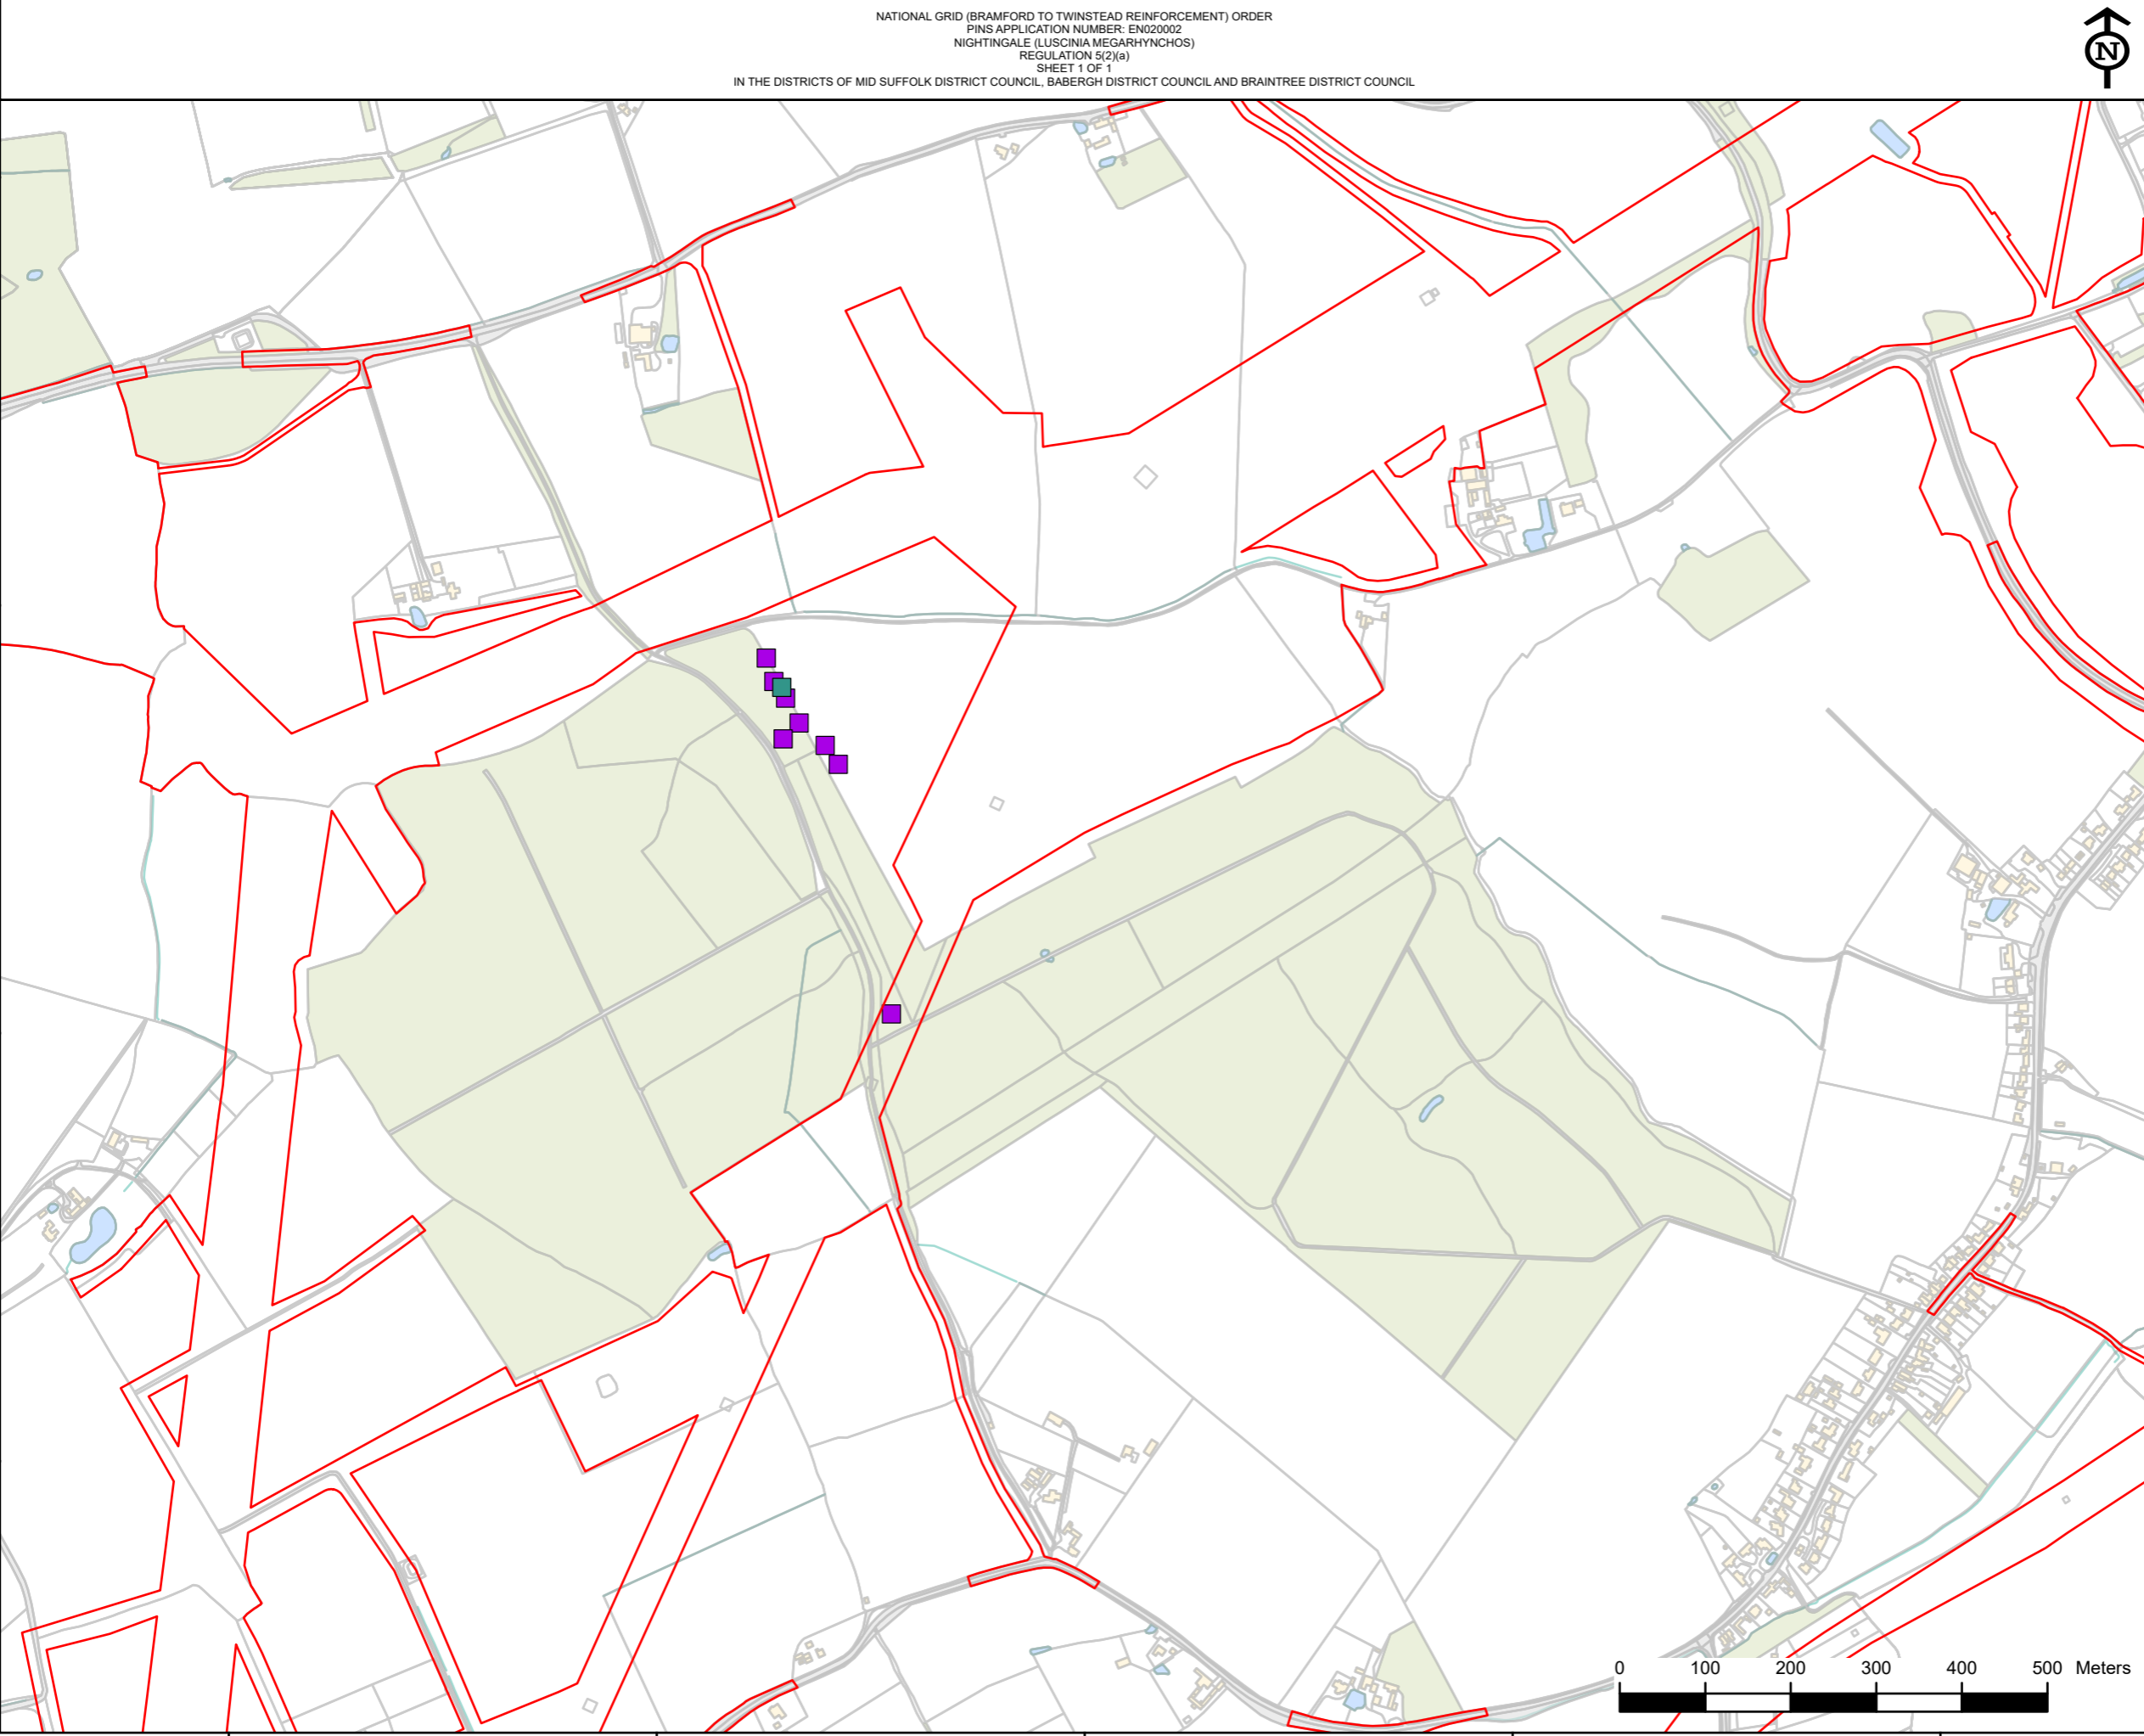 NATIONAL GRID (BRAMFORD TO TWINSTEAD REINFORCEMENT) ORDER
PINS APPLICATION NUMBER: EN020002
NIGHTINGALE (LUSCINIA MEGARHYNCHOS)
REGULATION 5(2)(a)
SHEET 1 OF 1
IN THE DISTRICTS OF MID SUFFOLK DISTRICT COUNCIL, BABERGH DISTRICT COUNCIL AND BRAINTREE DISTRICT COUNCIL
N
0 100 200 300 400 500 Meters